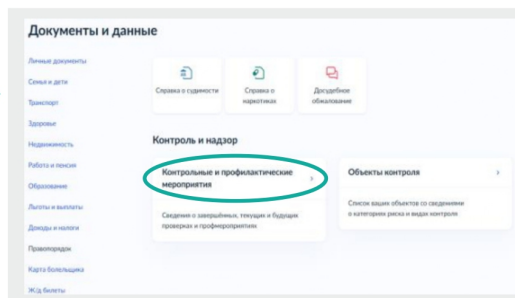 Документы и данные
Личные документы
Семья и дети
Транспорт
Здоровье
Недвижимость
Работа и пенсия
Образование
Льготы и выплаты
Доходы и налоги
Правопорядок
Карта болельщика
Ж/д билеты
Справка о судимости
Справка о
наркотиках
Досудебное
обжалование
Контроль и надзор
Контрольные и профилактические
мероприятия
Сведения о завершённых, текущих и будущих
проверках и профмероприятиях
Объекты контроля
Список ваших объектов со сведениями
о категориях риска и видах контроля